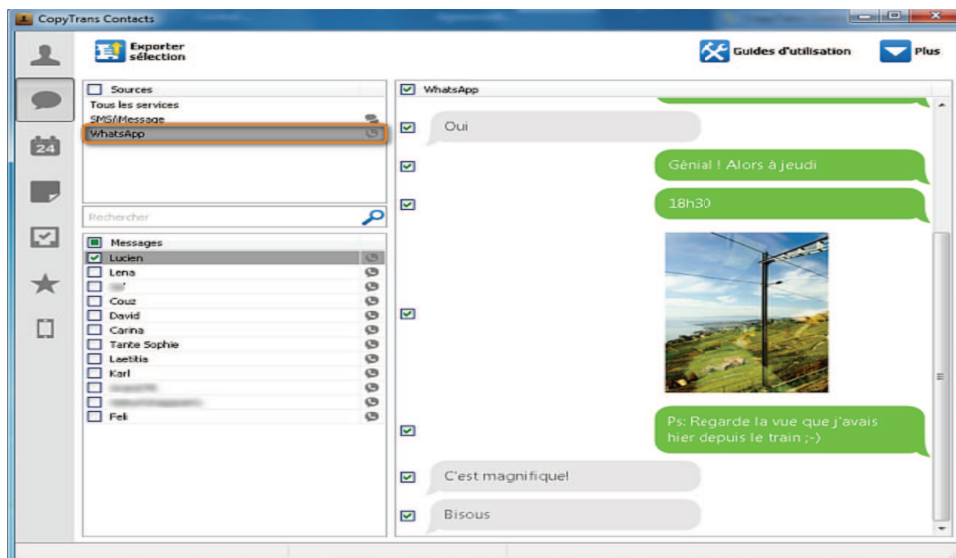 CopyTrans Contacts
Exporter
sélection
Guides d'utilisation
Plus
24
Sources
Tous les services
SMS/iMessage
WhatsApp
Rechercher
Messages
Lucien
Lena
Couz
David
Carina
Tante Sophie
Laetitia
Karl
Feli
WhatsApp
Oui
Génial ! Alors à jeudi
18h30
Ps: Regarde la vue que j'avais
hier depuis le train ;-)
C'est magnifique!
Bisous